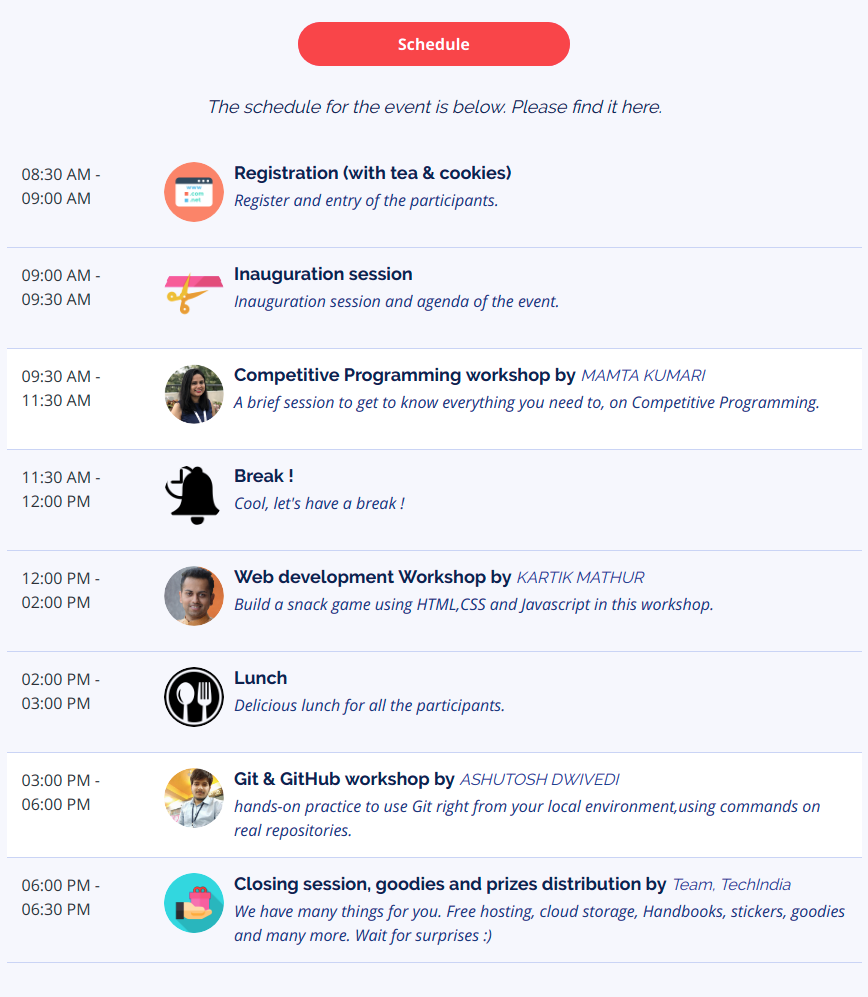 Schedule
The schedule for the event is below. Please find it here.
08:30 AM -
09:00 AM
www
.com
.net
Registration (with tea & cookies)
Register and entry of the participants.
09:00 AM -
09:30 AM
Inauguration session
Inauguration session and agenda of the event.
09:30 AM -
11:30 AM
Competitive Programming workshop by MAMTA KUMARI
A brief session to get to know everything you need to, on Competitive Programming.
11:30 AM -
12:00 PM
Break !
Cool, let's have a break !
12:00 PM -
02:00 PM
Web development Workshop by KARTIK MATHUR
Build a snack game using HTML,CSS and Javascript in this workshop.
02:00 PM -
03:00 PM
Lunch
Delicious lunch for all the participants.
03:00 PM -
06:00 PM
Git & GitHub workshop by ASHUTOSH DWIVEDI
hands-on practice to use Git right from your local environment,using commands on
real repositories.
06:00 PM -
06:30 PM
Closing session, goodies and prizes distribution by Team, TechIndia
We have many things for you. Free hosting, cloud storage, Handbooks, stickers, goodies
and many more. Wait for surprises :)